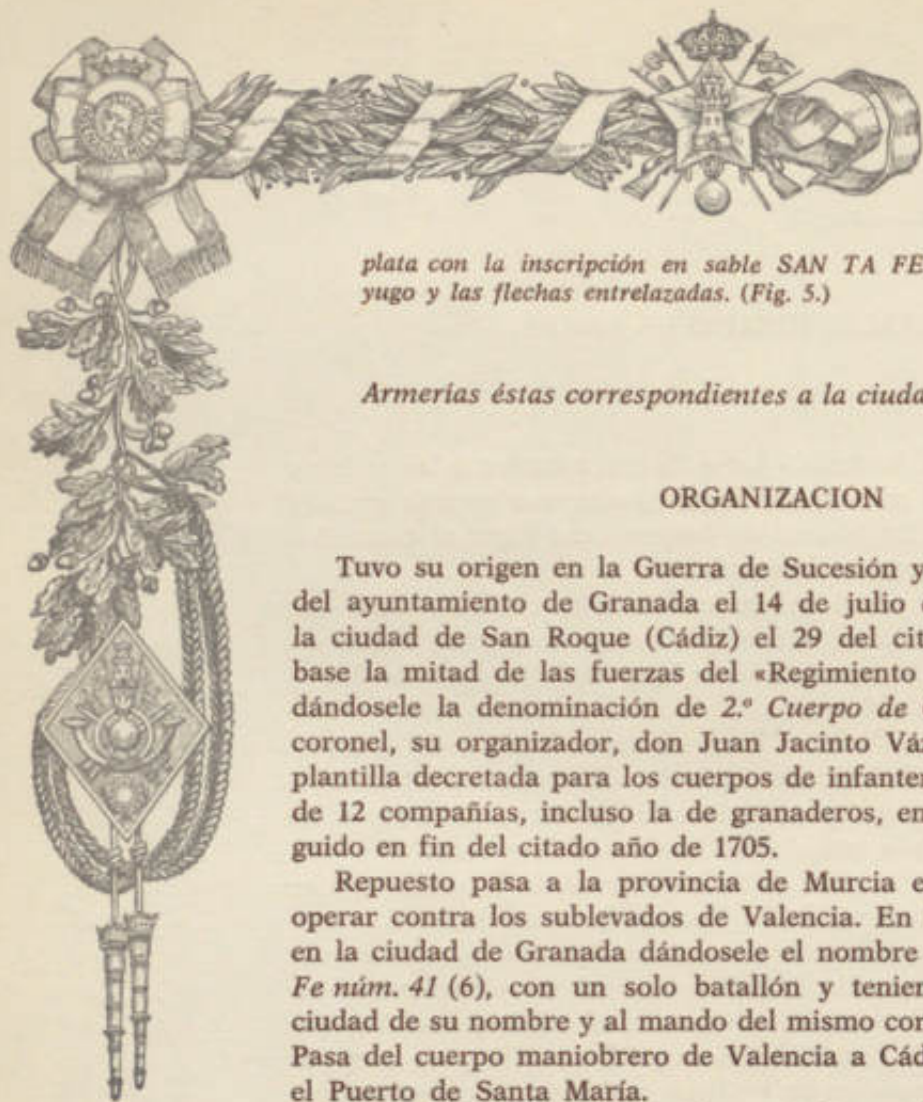 plata con la inscripción en sable SAN TA FE
yugo y las flechas entrelazadas. (Fig. 5.)
Armerías éstas correspondientes a la ciuda
ORGANIZACION
Tuvo su origen en la Guerra de Sucesión y
del ayuntamiento de Granada el 14 de julio
la ciudad de San Roque (Cádiz) el 29 del cit
base la mitad de las fuerzas del «Regimiento
dándosele la denominación de 2.º Cuerpo de
coronel, su organizador, don Juan Jacinto Vá
plantilla decretada para los cuerpos de infanter
de 12 compañías, incluso la de granaderos, en
guido en fin del citado año de 1705.
Repuesto pasa a la provincia de Murcia e
operar contra los sublevados de Valencia. En
en la ciudad de Granada dándosele el nombre
Fe núm. 41 (6), con un solo batallón y tenien
ciudad de su nombre y al mando del mismo cor
Pasa del cuerpo maniobrero de Valencia a Cád
el Puerto de Santa María.